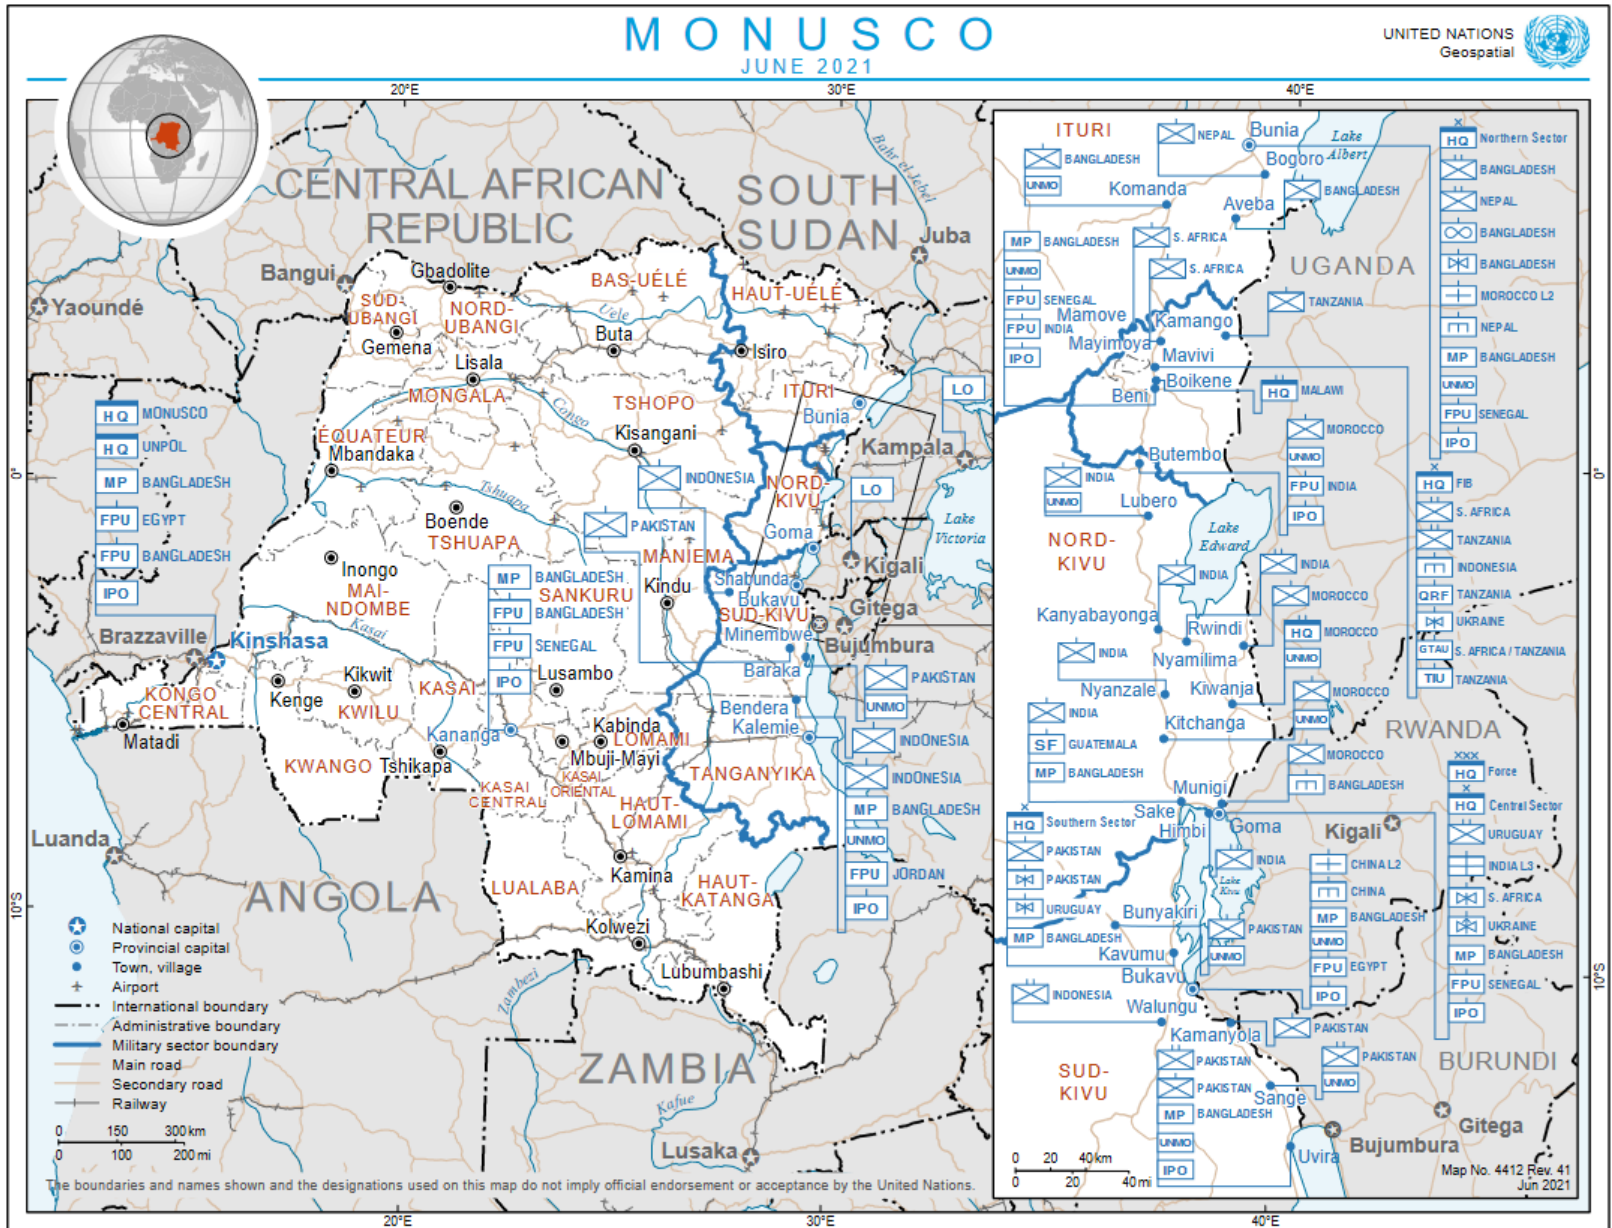 MONUSCO
JUNE 2021
UNITED NATIONS
Geospatial
20°E
30°E
40°E
CENTRAL AFRICAN
REPUBLIC
SOUTH
SUDAN
Bahr el Jebel
Juba
Bangui
Yaoundé
Gbadolite
BAS-UÉLÉ
HAUT-UÉLÉ
SUD-
UBANGI
NORD-
UBANGI
Uele
Gemena
Buta
Isiro
Lisala
MONGALA
Congo
TSHOPO
ITURI
Bunia
LO
HQ MONUSCO
HQ UNPOL
MP BANGLADESH
FPU EGYPT
FPU BANGLADESH
IPO
ÉQUATEUR
Mbandaka
Kisangani
Kampala
0°
INDONESIA
NORD-
KIVU
LO
Tshuapa
Boende
TSHUAPA
PAKISTAN
Goma
Lake
Victoria
MANIEMA
Inongo
MAI-
NDOMBE
MP BANGLADESH
FPU BANGLADESH
FPU SENEGAL
IPO
SANKURU
Kindu
Shabunda
Bukavu
SUD-KIVU
Kigali
Gitega
Minembwe
Bujumbura
Brazzaville
Kinshasa
Kasai
Baraka
PAKISTAN
UNMO
Kikwit
Kenge
KWILU
KASAI
Lusambo
KONGO
CENTRAL
Matadi
Kananga
Kabinda
LOMAMI
Mbuji-Mayi
Bendera
Kalemie
INDONESIA
KWANGO
Tshikapa
KASAI
CENTRAL
KASAI
ORIENTAL
TANGANYIKA
HAUT-
LOMAMI
INDONESIA
MP BANGLADESH
UNMO
FPU JORDAN
IPO
Luanda
ANGOLA
Kamina
LUALABA
HAUT-
KATANGA
10°S
Kolwezi
Lubumbashi
Zambezi
ZAMBIA
Kafue
Lusaka
National capital
Provincial capital
Town, village
Airport
International boundary
Administrative boundary
Military sector boundary
Main road
Secondary road
Railway
0 150 300 km
0 100 200 mi
The boundaries and names shown and the designations used on this map do not imply official endorsement or acceptance by the United Nations.
20°E
30°E
40°E
ITURI
NEPAL
Bunia
Lake
Albert
BANGLADESH
UNMO
Bogoro
Komanda
BANGLADESH
Aveba
HQ Northern Sector
BANGLADESH
NEPAL
BANGLADESH
BANGLADESH
MOROCCO L2
NEPAL
MP BANGLADESH
UNMO
FPU SENEGAL
IPO
MP BANGLADESH
UNMO
FPU SENEGAL
FPU INDIA
IPO
S. AFRICA
S. AFRICA
UGANDA
TANZANIA
Mamove
Kamango
Mayimoya
Mavivi
Boikene
Beni
HQ MALAWI
MOROCCO
UNMO
FPU INDIA
IPO
Butembo
INDIA
UNMO
Lubero
0°
HQ FIB
S. AFRICA
TANZANIA
INDONESIA
QRF TANZANIA
UKRAINE
GTAU S. AFRICA / TANZANIA
TIU TANZANIA
NORD-
KIVU
Lake
Edward
INDIA
INDIA
MOROCCO
Kanyabayonga
Rwindi
HQ MOROCCO
UNMO
INDIA
Nyamilima
Nyanzale
Kiwanja
MOROCCO
UNMO
INDIA
Kitchanga
RWANDA
SF GUATEMALA
MP BANGLADESH
MOROCCO
BANGLADESH
Munigi
Sake
Himbi
Goma
Kigali
HQ Force
HQ Central Sector
URUGUAY
INDIA L3
S. AFRICA
UKRAINE
MP BANGLADESH
FPU SENEGAL
IPO
HQ Southern Sector
PAKISTAN
PAKISTAN
URUGUAY
MP BANGLADESH
INDIA
Lake
Kivu
CHINA L2
CHINA
MP BANGLADESH
UNMO
FPU EGYPT
IPO
Bunyakiri
PAKISTAN
UNMO
Kavumu
Bukavu
10°S
INDONESIA
Walungu
Kamanyola
PAKISTAN
SUD-
KIVU
PAKISTAN
PAKISTAN
MP BANGLADESH
UNMO
IPO
PAKISTAN
UNMO
BURUNDI
Sange
Gitega
Bujumbura
Uvira
0 20 40 km
0 20 40 mi
Map No. 4412 Rev. 41
Jun 2021